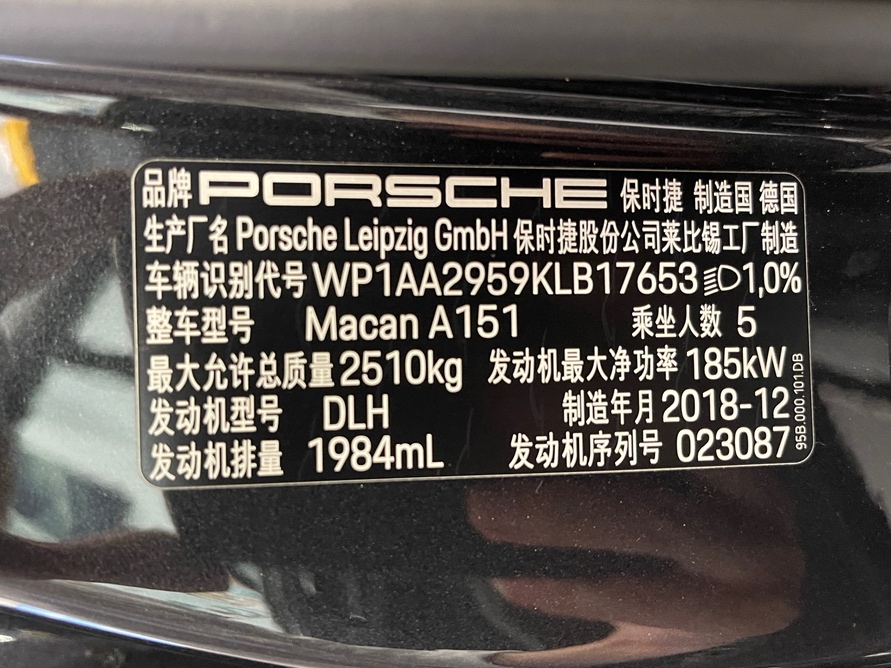 品牌 PORSCHE 保时捷 制造国 德国
生产厂名 Porsche Leipzig GmbH 保时捷股份公司莱比锡工厂制造
车辆识别代号 WP1AA2959KLB17653 1,0%
整车型号 Macan A151 乘坐人数 5
最大允许总质量 2510kg 发动机最大净功率 185kW
发动机型号 DLH 制造年月 2018-12
发动机排量 1984mL 发动机序列号 023087
95B.000.101.DB